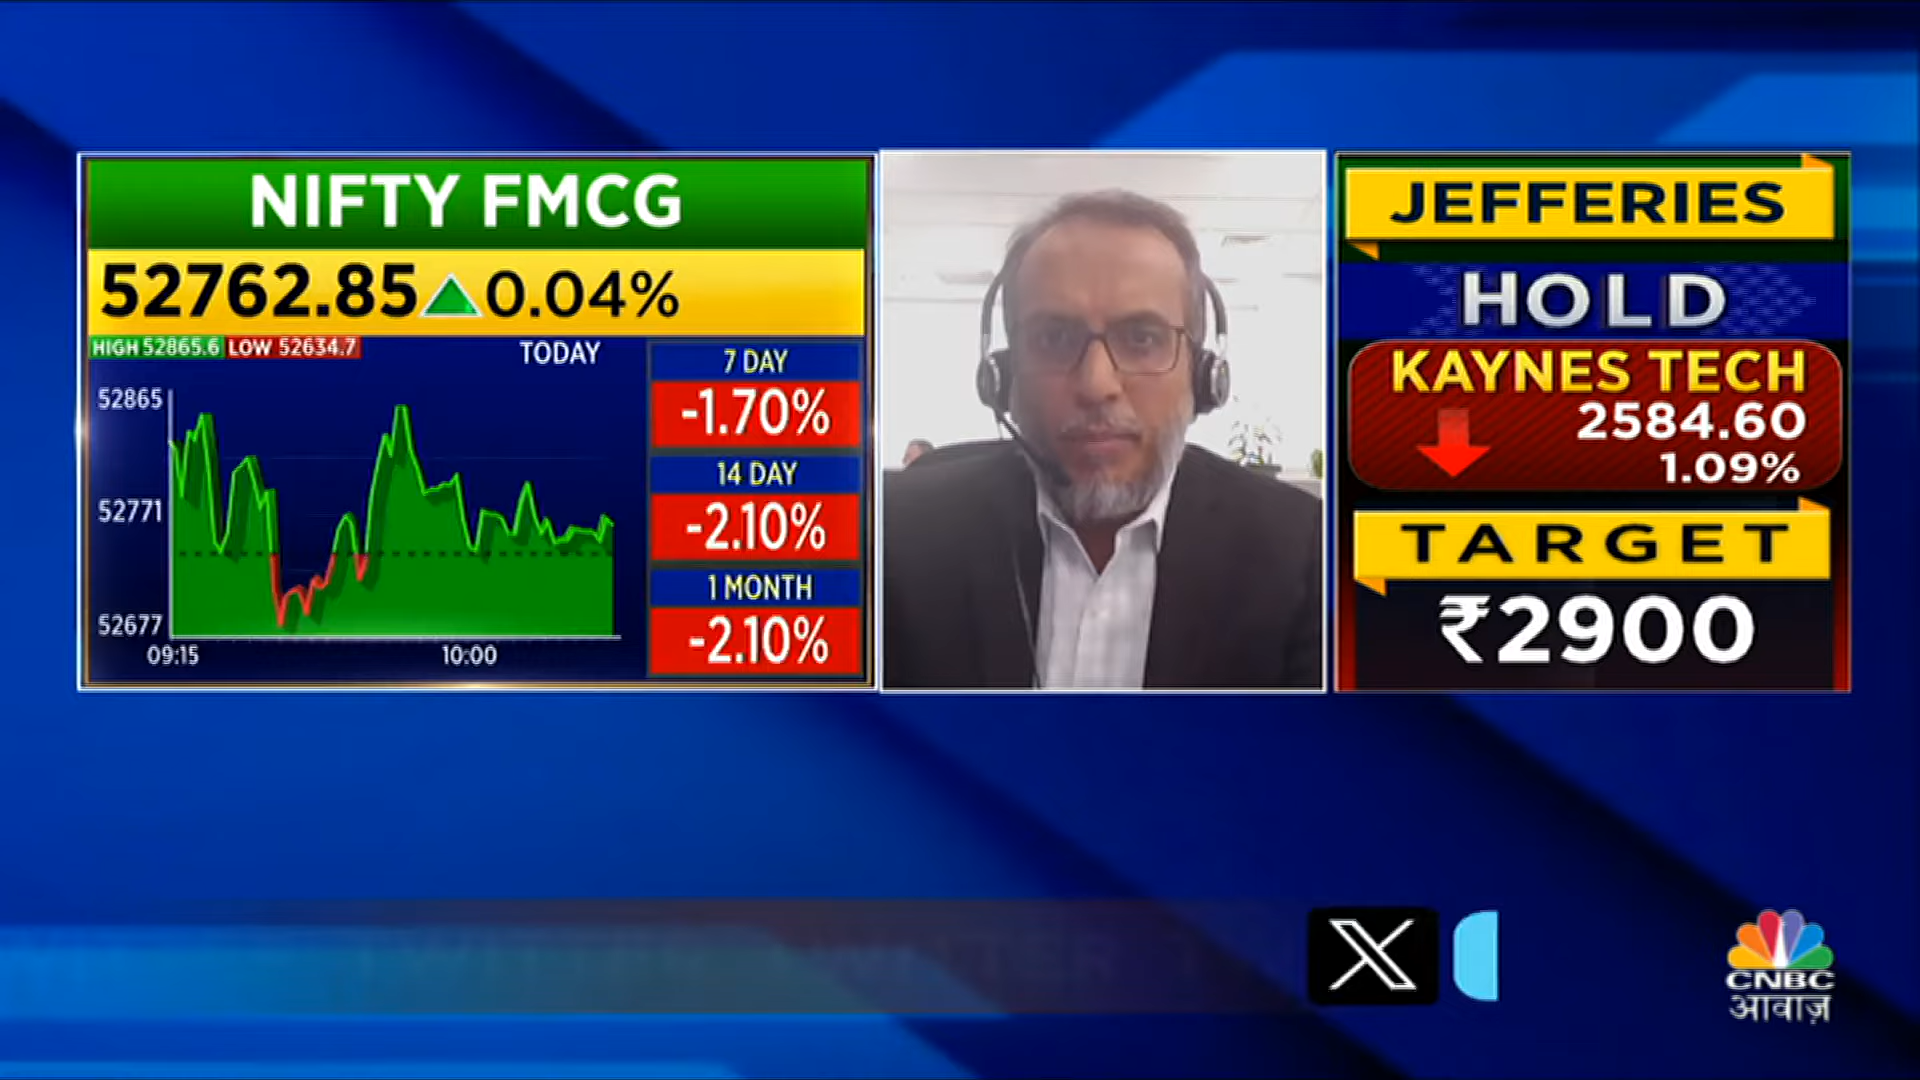 NIFTY FMCG
52762.85 0.04%
HIGH 52865.6 LOW 52634.7
TODAY
52865
52771
52677
09:15 10:00
7 DAY
-1.70%
14 DAY
-2.10%
1 MONTH
-2.10%
JEFFERIES
HOLD
KAYNES TECH
2584.60
1.09%
TARGET
₹2900
X
CNBC
आवाज़